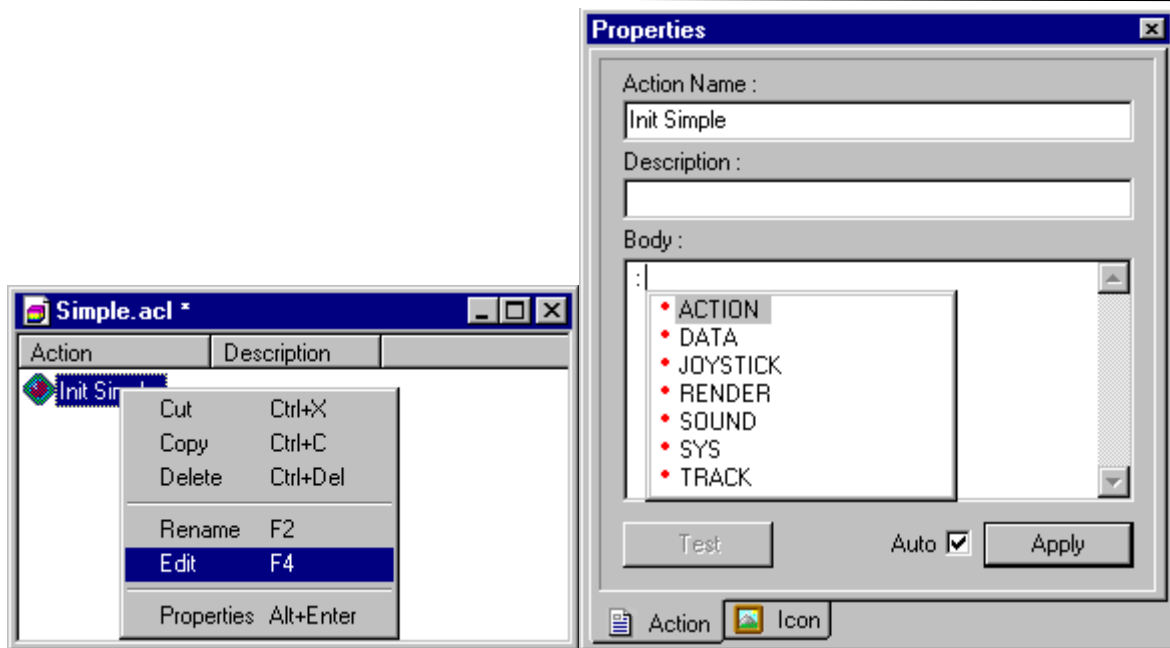 Simple.acl *
Action Description
Init Sim
Cut Ctrl+X
Copy Ctrl+C
Delete Ctrl+Del
Rename F2
Edit F4
Properties Alt+Enter
Properties
Action Name :
Init Simple
Description :
Body :
:
ACTION
DATA
JOYSTICK
RENDER
SOUND
SYS
TRACK
Test Auto Apply
Action Icon